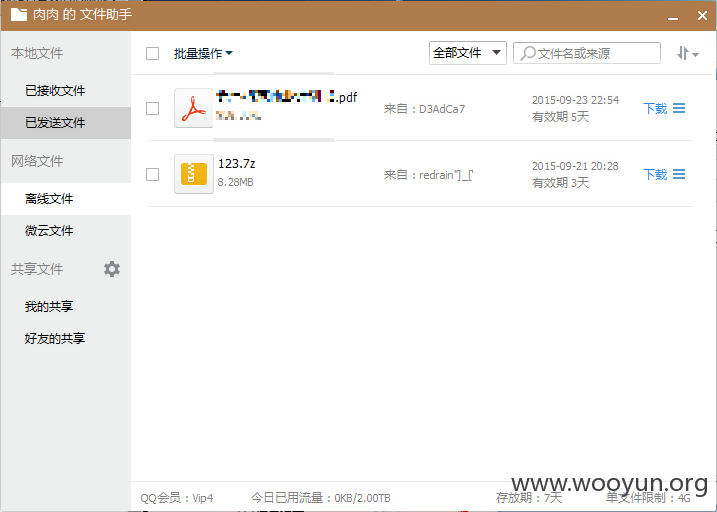 肉肉 的 文件助手
本地文件
已接收文件
已发送文件
网络文件
离线文件
微云文件
共享文件
我的共享
好友的共享
批量操作
全部文件
文件名或来源
.pdf
来自：D3AdCa7
2015-09-23 22:54
有效期 5天
下载
123.7z
8.28MB
来自：redrain"]_['
2015-09-21 20:28
有效期 3天
下载
QQ会员：Vip4
今日已用流量：0KB/2.00TB
存放期：7天
单文件限制：4G
www.wooyun.org